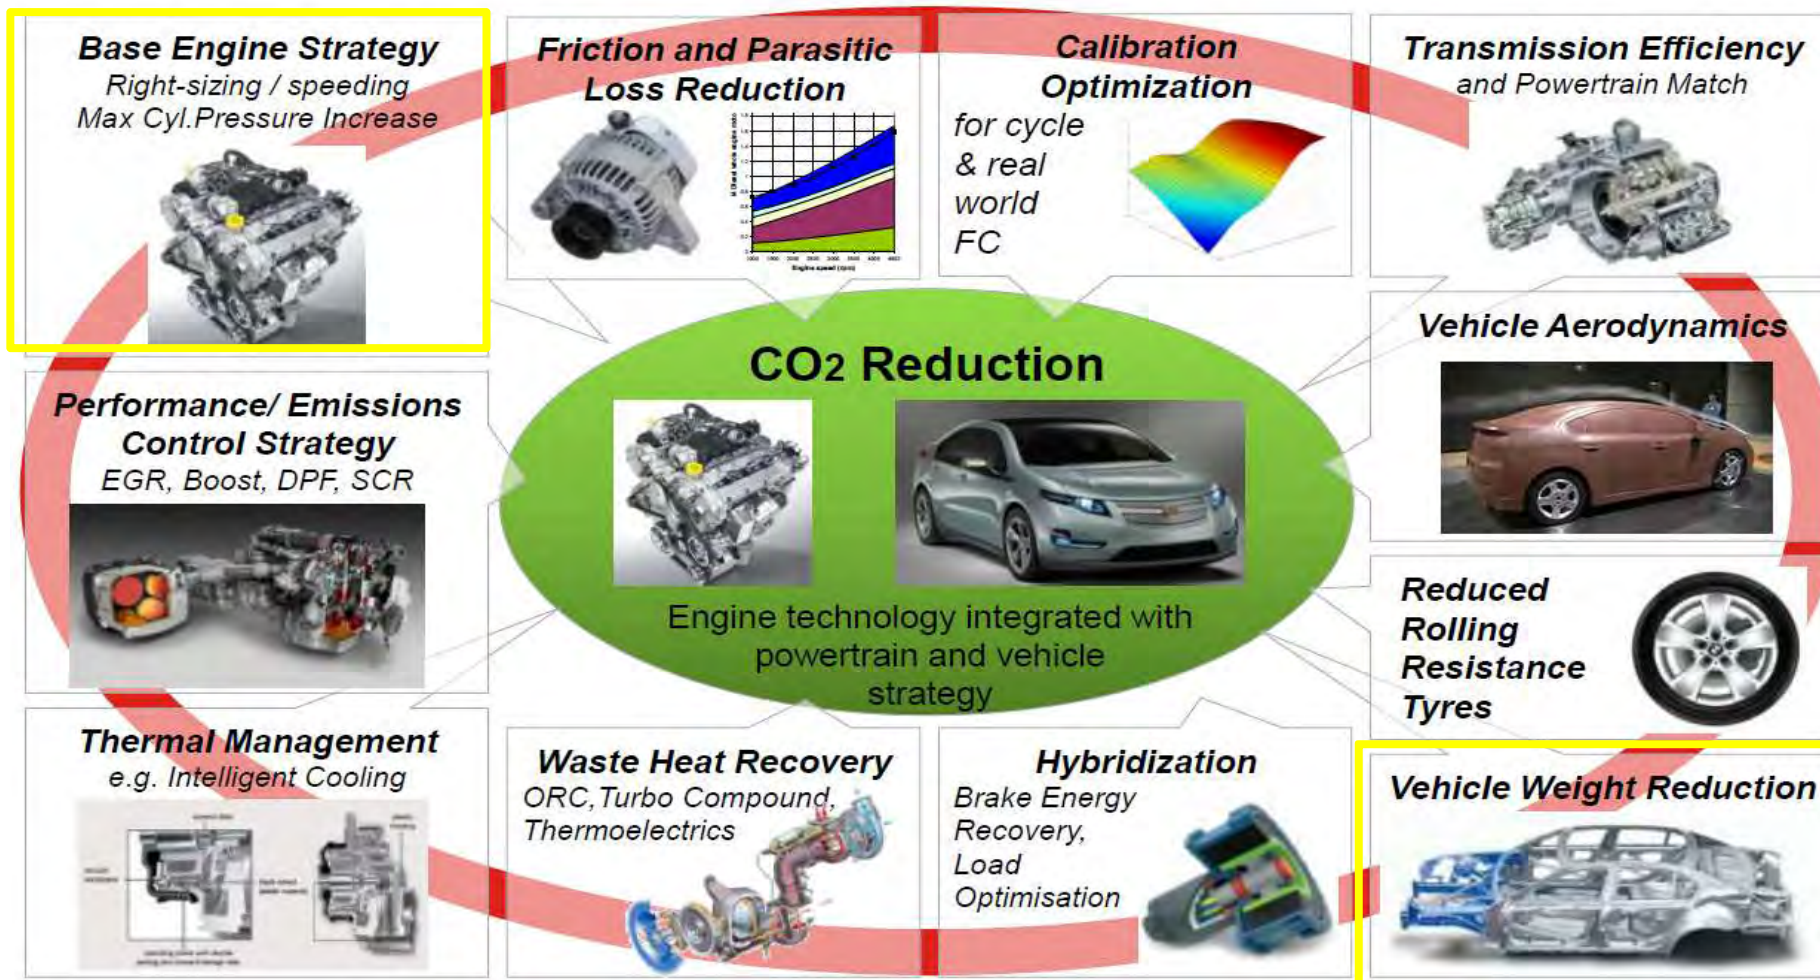 Base Engine Strategy
Right-sizing / speeding
Max Cyl.Pressure Increase
Friction and Parasitic
Loss Reduction
Engine speed (rpm)
Calibration
Optimization
for cycle
& real
world
FC
Transmission Efficiency
and Powertrain Match
Vehicle Aerodynamics
CO2 Reduction
Engine technology integrated with
powertrain and vehicle
strategy
Performance/ Emissions
Control Strategy
EGR, Boost, DPF, SCR
Reduced
Rolling
Resistance
Tyres
Thermal Management
e.g. Intelligent Cooling
Waste Heat Recovery
ORC,Turbo Compound,
Thermoelectrics
Hybridization
Brake Energy
Recovery,
Load
Optimisation
Vehicle Weight Reduction